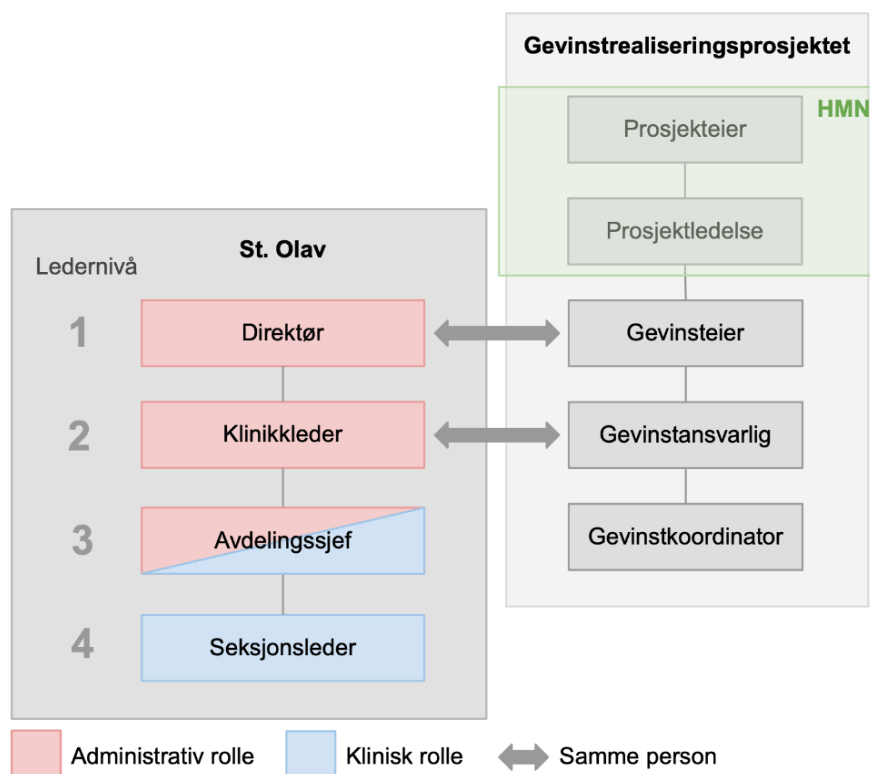 Gevinstrealiseringsprosjektet
HMN
Prosjekteier
Prosjektledelse
St. Olav
Ledernivå
1
Direktør
Gevinsteier
2
Klinikkleder
Gevinstansvarlig
3
Avdelingssjef
Gevinstkoordinator
4
Seksjonsleder
Administrativ rolle
Klinisk rolle
Samme person